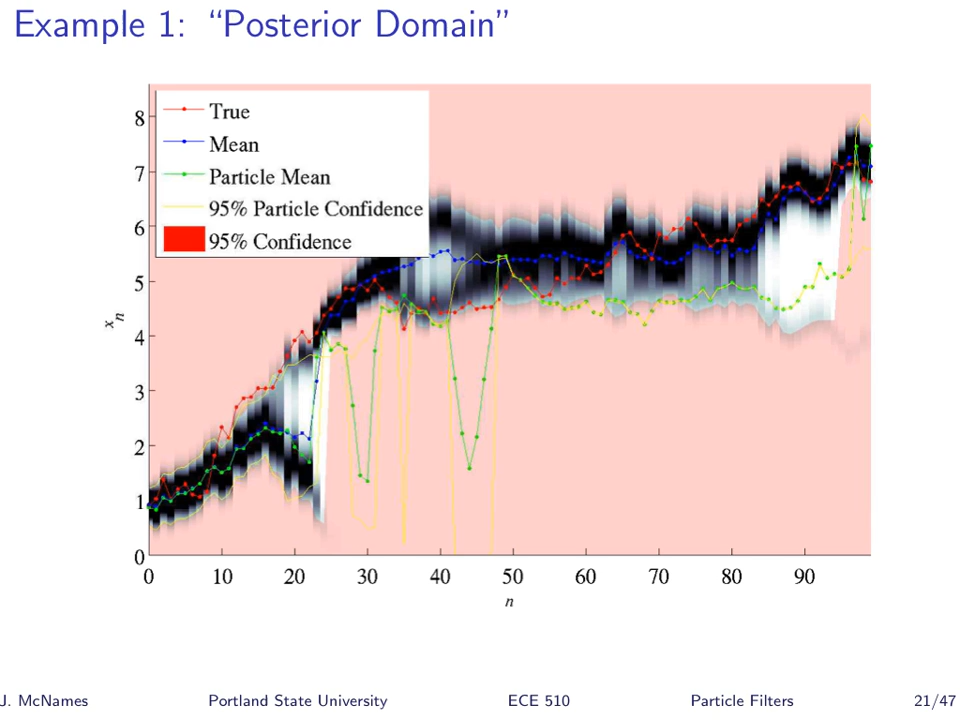 Example 1: “Posterior Domain”
True
Mean
Particle Mean
95% Particle Confidence
95% Confidence
8
7
6
5
4
3
2
1
0
x_n
0 10 20 30 40 50 60 70 80 90
n
J. McNames Portland State University ECE 510 Particle Filters 21/47